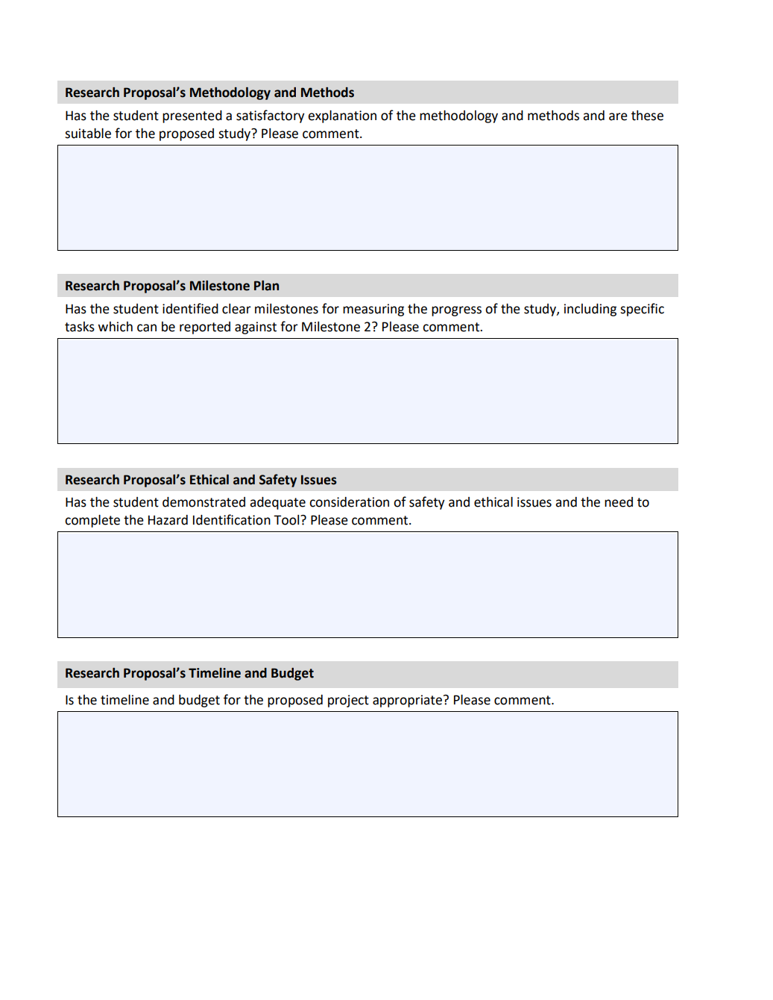 Research Proposal’s Methodology and Methods
Has the student presented a satisfactory explanation of the methodology and methods and are these
suitable for the proposed study? Please comment.
Research Proposal’s Milestone Plan
Has the student identified clear milestones for measuring the progress of the study, including specific
tasks which can be reported against for Milestone 2? Please comment.
Research Proposal’s Ethical and Safety Issues
Has the student demonstrated adequate consideration of safety and ethical issues and the need to
complete the Hazard Identification Tool? Please comment.
Research Proposal’s Timeline and Budget
Is the timeline and budget for the proposed project appropriate? Please comment.